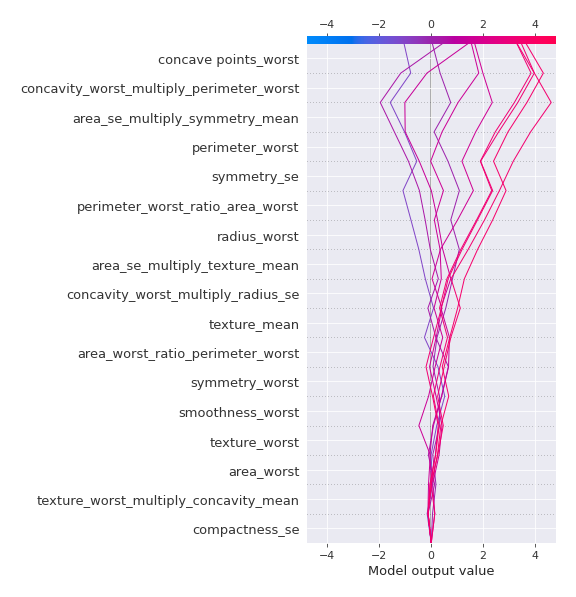 −4 −2 0 2 4
concave points_worst
concavity_worst_multiply_perimeter_worst
area_se_multiply_symmetry_mean
perimeter_worst
symmetry_se
perimeter_worst_ratio_area_worst
radius_worst
area_se_multiply_texture_mean
concavity_worst_multiply_radius_se
texture_mean
area_worst_ratio_perimeter_worst
symmetry_worst
smoothness_worst
texture_worst
area_worst
texture_worst_multiply_concavity_mean
compactness_se
−4 −2 0 2 4
Model output value